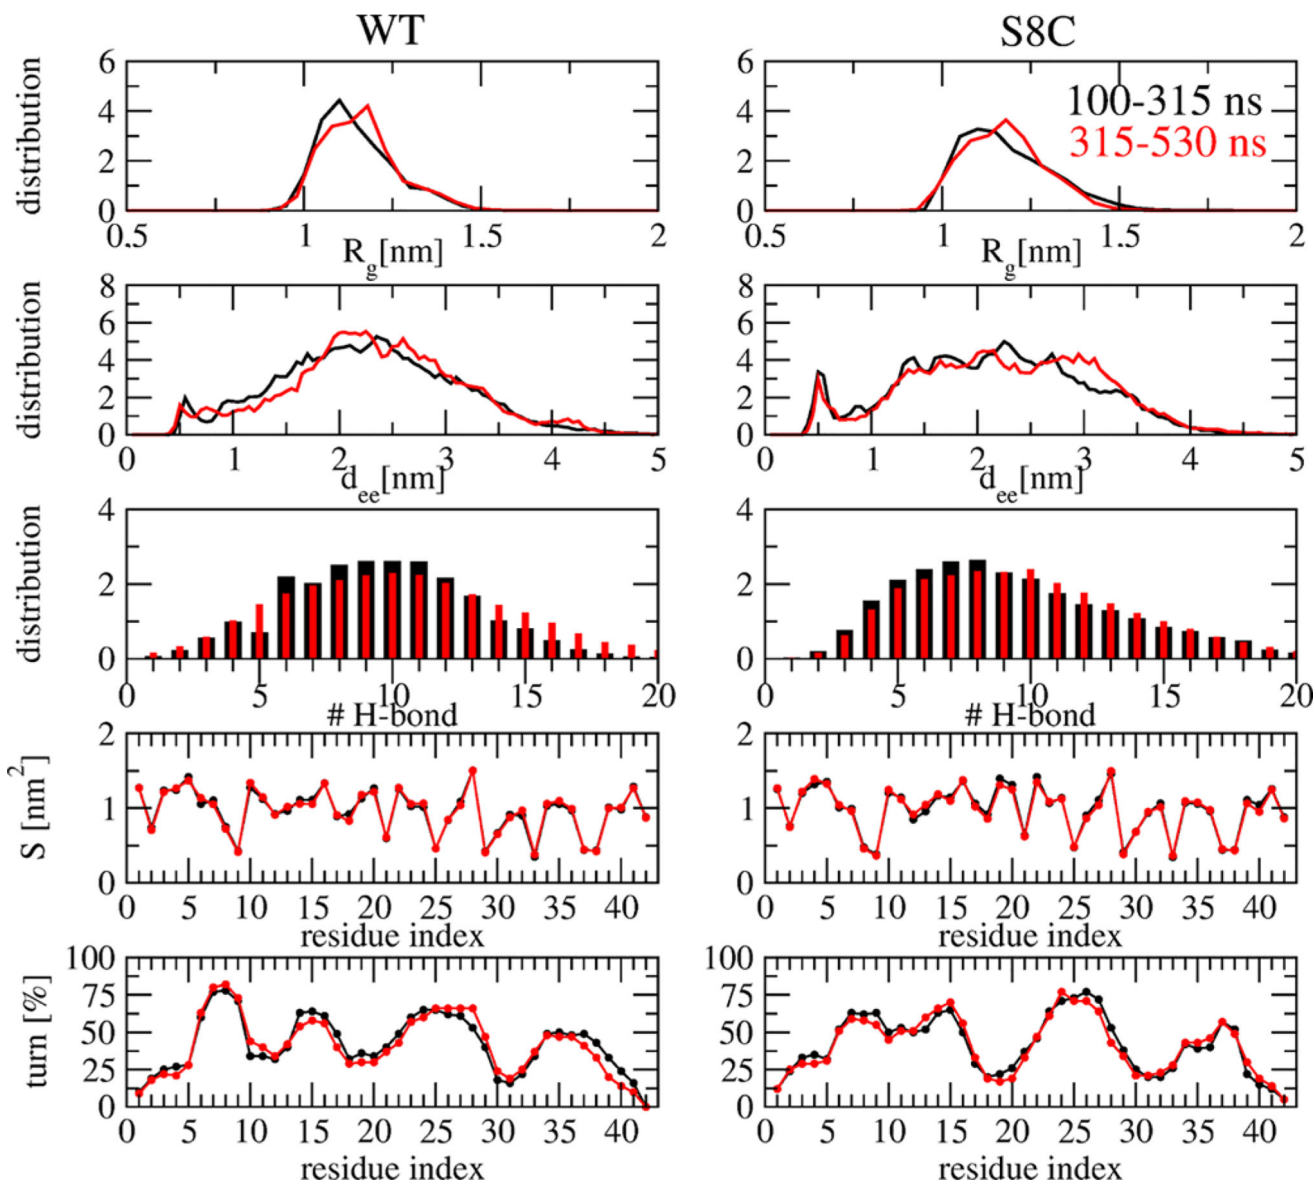 WT S8C
distribution 6 4 2 0 6 4 2 0 100-315 ns
315-530 ns
0.5 1 1.5 2 0.5 1 1.5 2
Rg[nm] Rg[nm]
distribution 8 6 4 2 0 8 6 4 2 0
0 1 2 3 4 5 0 1 2 3 4 5
dee[nm] dee[nm]
distribution 4 2 0 4 2 0
0 5 10 15 20 0 5 10 15 20
# H-bond # H-bond
S [nm2] 2 1 0 2 1 0
0 5 10 15 20 25 30 35 40 0 5 10 15 20 25 30 35 40
residue index residue index
turn [%] 100 75 50 25 0 100 75 50 25 0
0 5 10 15 20 25 30 35 40 0 5 10 15 20 25 30 35 40
residue index residue index